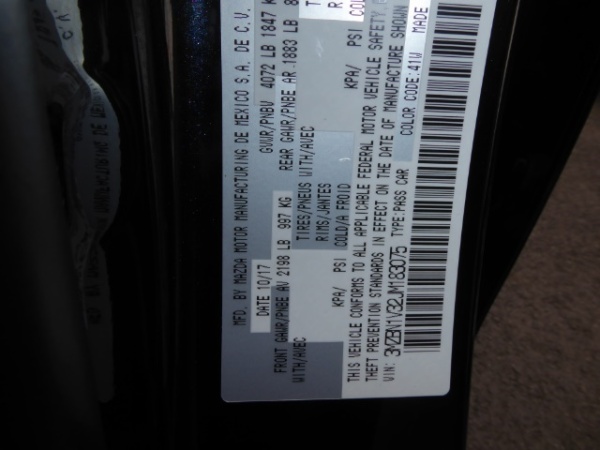 MFD. BY MAZDA MOTOR MANUFACTURING DE MEXICO S.A. DE C.V.
DATE 10/17 GVWR/PNBV 4072 LB 1847 K
FRONT GAWR/PNBE AV 2198 LB 997 KG REAR GAWR/PNBE AR 1883 LB 8
WITH/AVEC TIRES/PNEUS WITH/AVEC T
RIMS/JANTES R
KPA/ PSI COLD/A FROID KPA/ PSI COLD
THIS VEHICLE CONFORMS TO ALL APPLICABLE FEDERAL MOTOR VEHICLE SAFETY,
THEFT PREVENTION STANDARDS IN EFFECT ON THE DATE OF MANUFACTURE SHOWN
VIN: 3MZBN1V32JM183075 TYPE:PASS CAR COLOR CODE:41W MADE